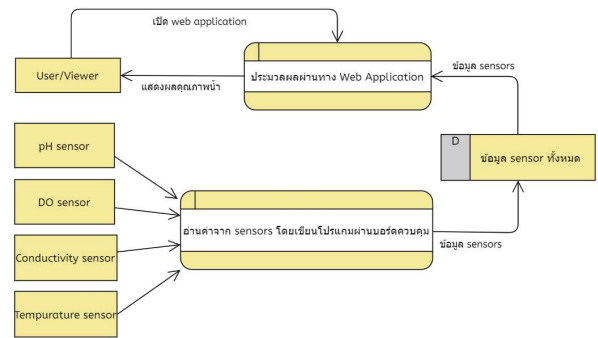 เปิด web application
User/Viewer
ประมวลผลผ่านทาง Web Application
ข้อมูล sensors
แสดงผลคุณภาพน้ำ
pH sensor
D
ข้อมูล sensor ทั้งหมด
DO sensor
อ่านค่าจาก sensors โดยเขียนโปรแกมผ่านบอร์ดควบคุม
ข้อมูล sensors
Conductivity sensor
Tempurature sensor